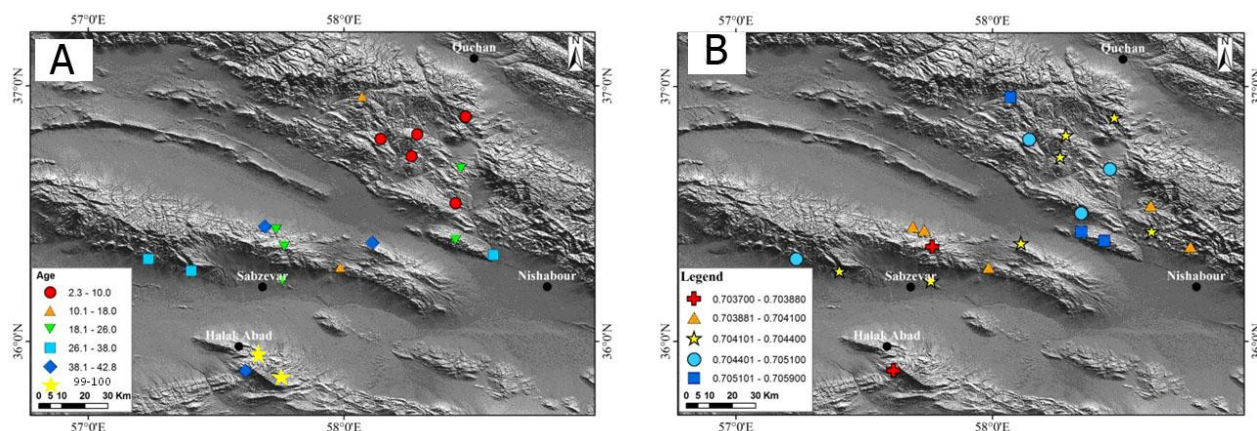 57°0'E
58°0'E
A
Quchan
37°0'N
Sabzevar
Nishabour
Halak Abad
36°0'N
Age
2.3 - 10.0
10.1 - 18.0
18.1 - 26.0
26.1 - 38.0
38.1 - 42.8
99-100
0 5 10 20 30 Km
57°0'E
58°0'E
57°0'E
58°0'E
B
Quchan
37°0'N
37°0'N
Sabzevar
Nishabour
Halak Abad
36°0'N
36°0'N
Legend
0.703700 - 0.703880
0.703881 - 0.704100
0.704101 - 0.704400
0.704401 - 0.705100
0.705101 - 0.705900
0 5 10 20 30 Km
57°0'E
58°0'E